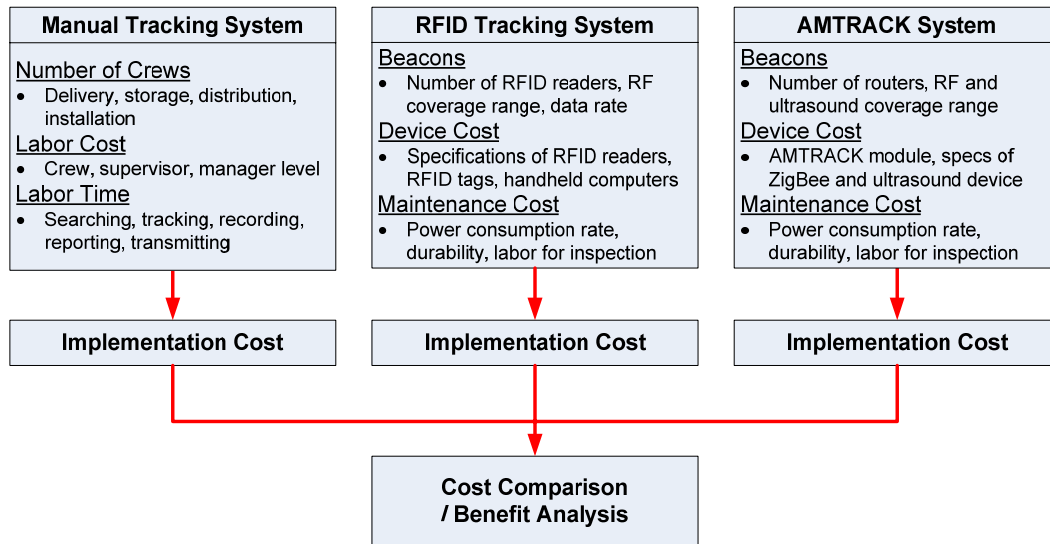 Manual Tracking System
Number of Crews
• Delivery, storage, distribution,
installation
Labor Cost
• Crew, supervisor, manager level
Labor Time
• Searching, tracking, recording,
reporting, transmitting
RFID Tracking System
Beacons
• Number of RFID readers, RF
coverage range, data rate
Device Cost
• Specifications of RFID readers,
RFID tags, handheld computers
Maintenance Cost
• Power consumption rate,
durability, labor for inspection
AMTRACK System
Beacons
• Number of routers, RF and
ultrasound coverage range
Device Cost
• AMTRACK module, specs of
ZigBee and ultrasound device
Maintenance Cost
• Power consumption rate,
durability, labor for inspection
Implementation Cost
Implementation Cost
Implementation Cost
Cost Comparison
/ Benefit Analysis